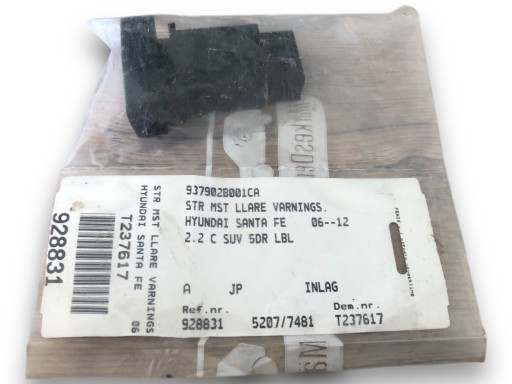 937902B001CA
STR MST LLARE VARNINGS.
HYUNDAI SANTA FE 06--12
2.2 C SUV 5DR LBL
A JP INLAG
Ref.nr. Dem.nr.
928831 5207/7481 T237617
STR MST LLARE VARNINGS
HYUNDAI SANTA FE 06
T237617
928831